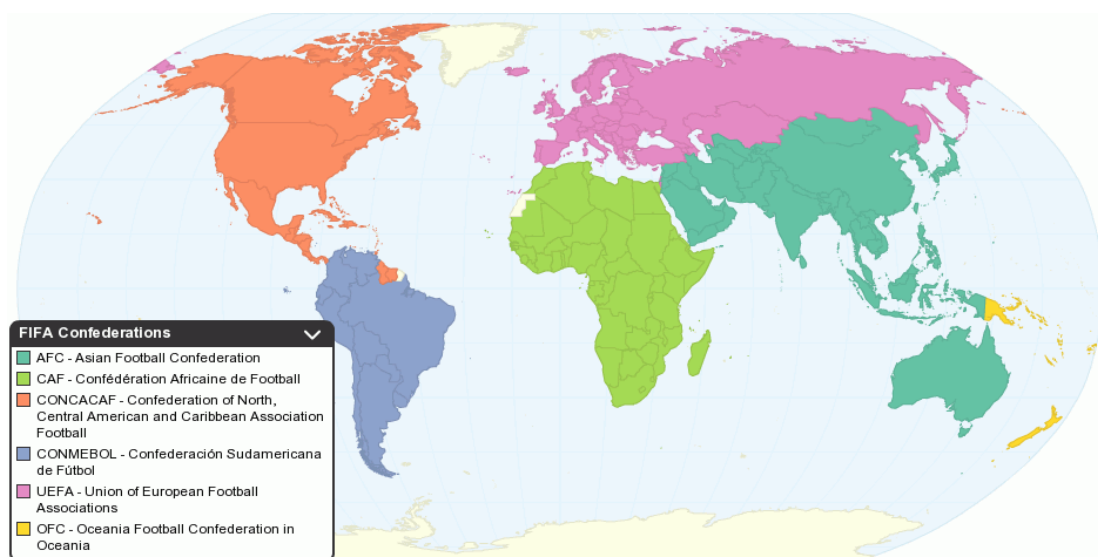 FIFA Confederations
AFC - Asian Football Confederation
CAF - Confédération Africaine de Football
CONCACAF - Confederation of North,
Central American and Caribbean Association
Football
CONMEBOL - Confederación Sudamericana
de Fútbol
UEFA - Union of European Football
Associations
OFC - Oceania Football Confederation in
Oceania